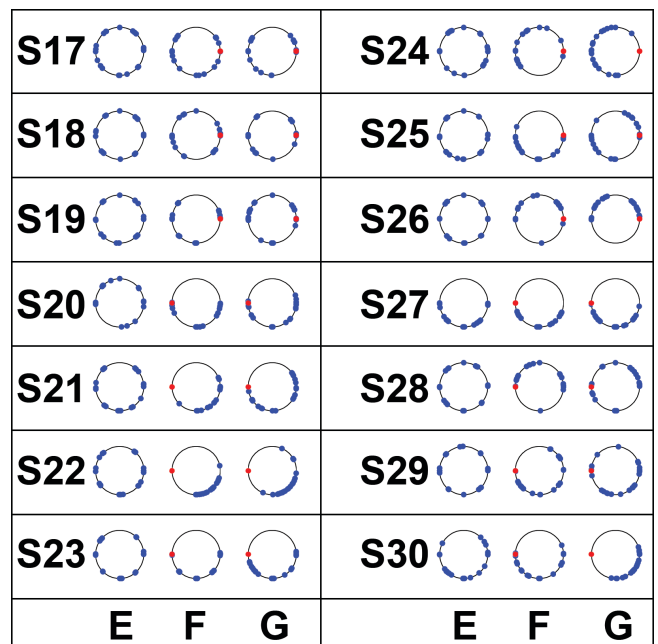 S17 S24
S18 S25
S19 S26
S20 S27
S21 S28
S22 S29
S23 S30
E F G E F G